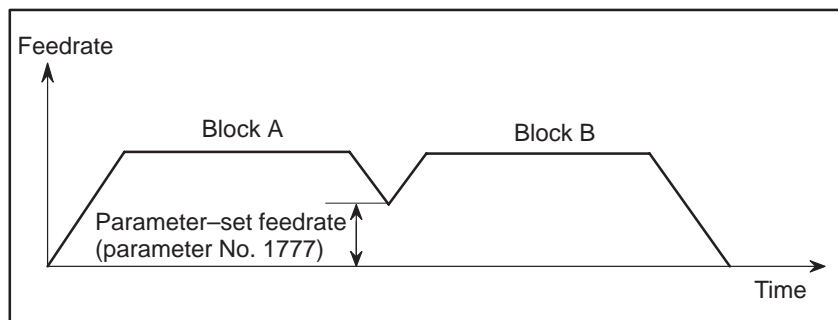 Feedrate
Block A
Block B
Parameter–set feedrate
(parameter No. 1777)
Time